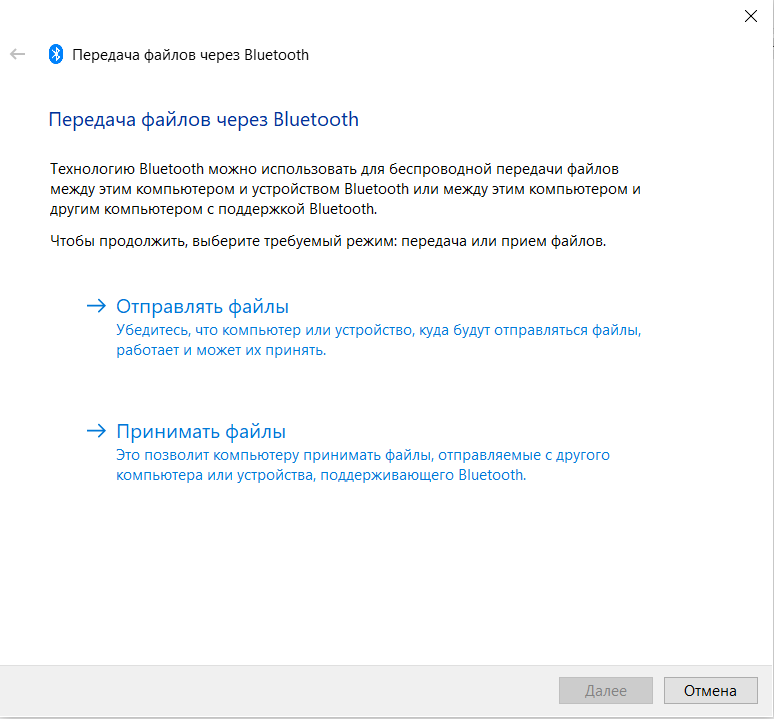 Передача файлов через Bluetooth
Передача файлов через Bluetooth
Технологию Bluetooth можно использовать для беспроводной передачи файлов
между этим компьютером и устройством Bluetooth или между этим компьютером и
другим компьютером с поддержкой Bluetooth.
Чтобы продолжить, выберите требуемый режим: передача или прием файлов.
Отправлять файлы
Убедитесь, что компьютер или устройство, куда будут отправляться файлы,
работает и может их принять.
Принимать файлы
Это позволит компьютеру принимать файлы, отправляемые с другого
компьютера или устройства, поддерживающего Bluetooth.
Далее
Отмена